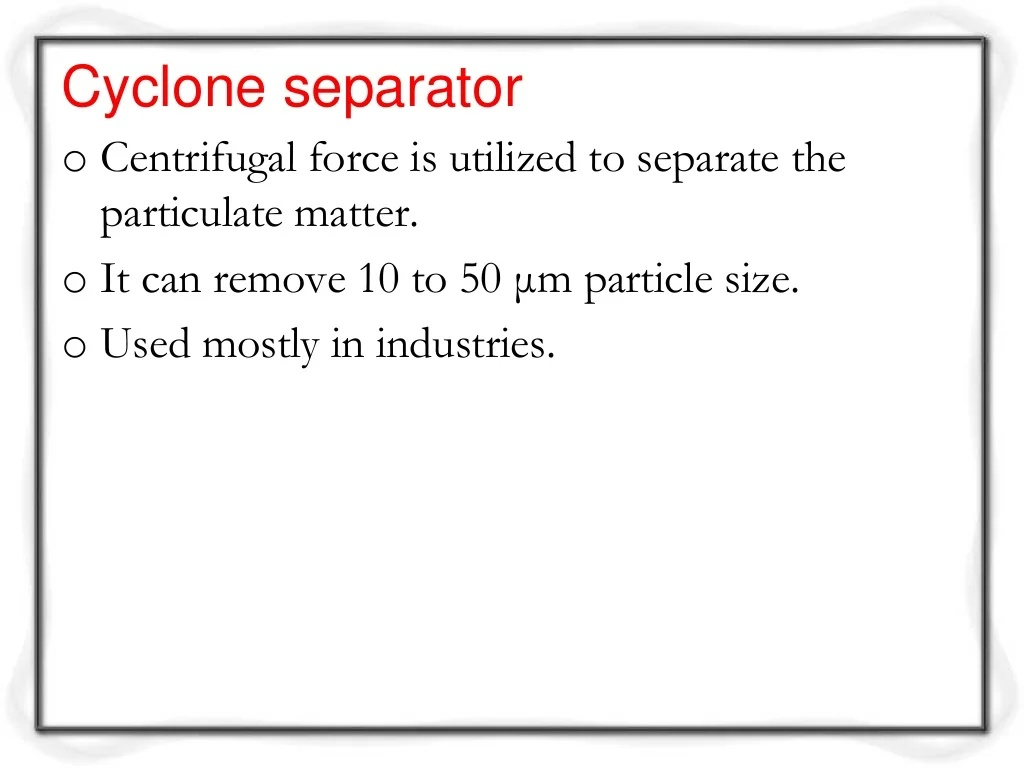 Cyclone separator
o Centrifugal force is utilized to separate the
particulate matter.
o It can remove 10 to 50 µm particle size.
o Used mostly in industries.